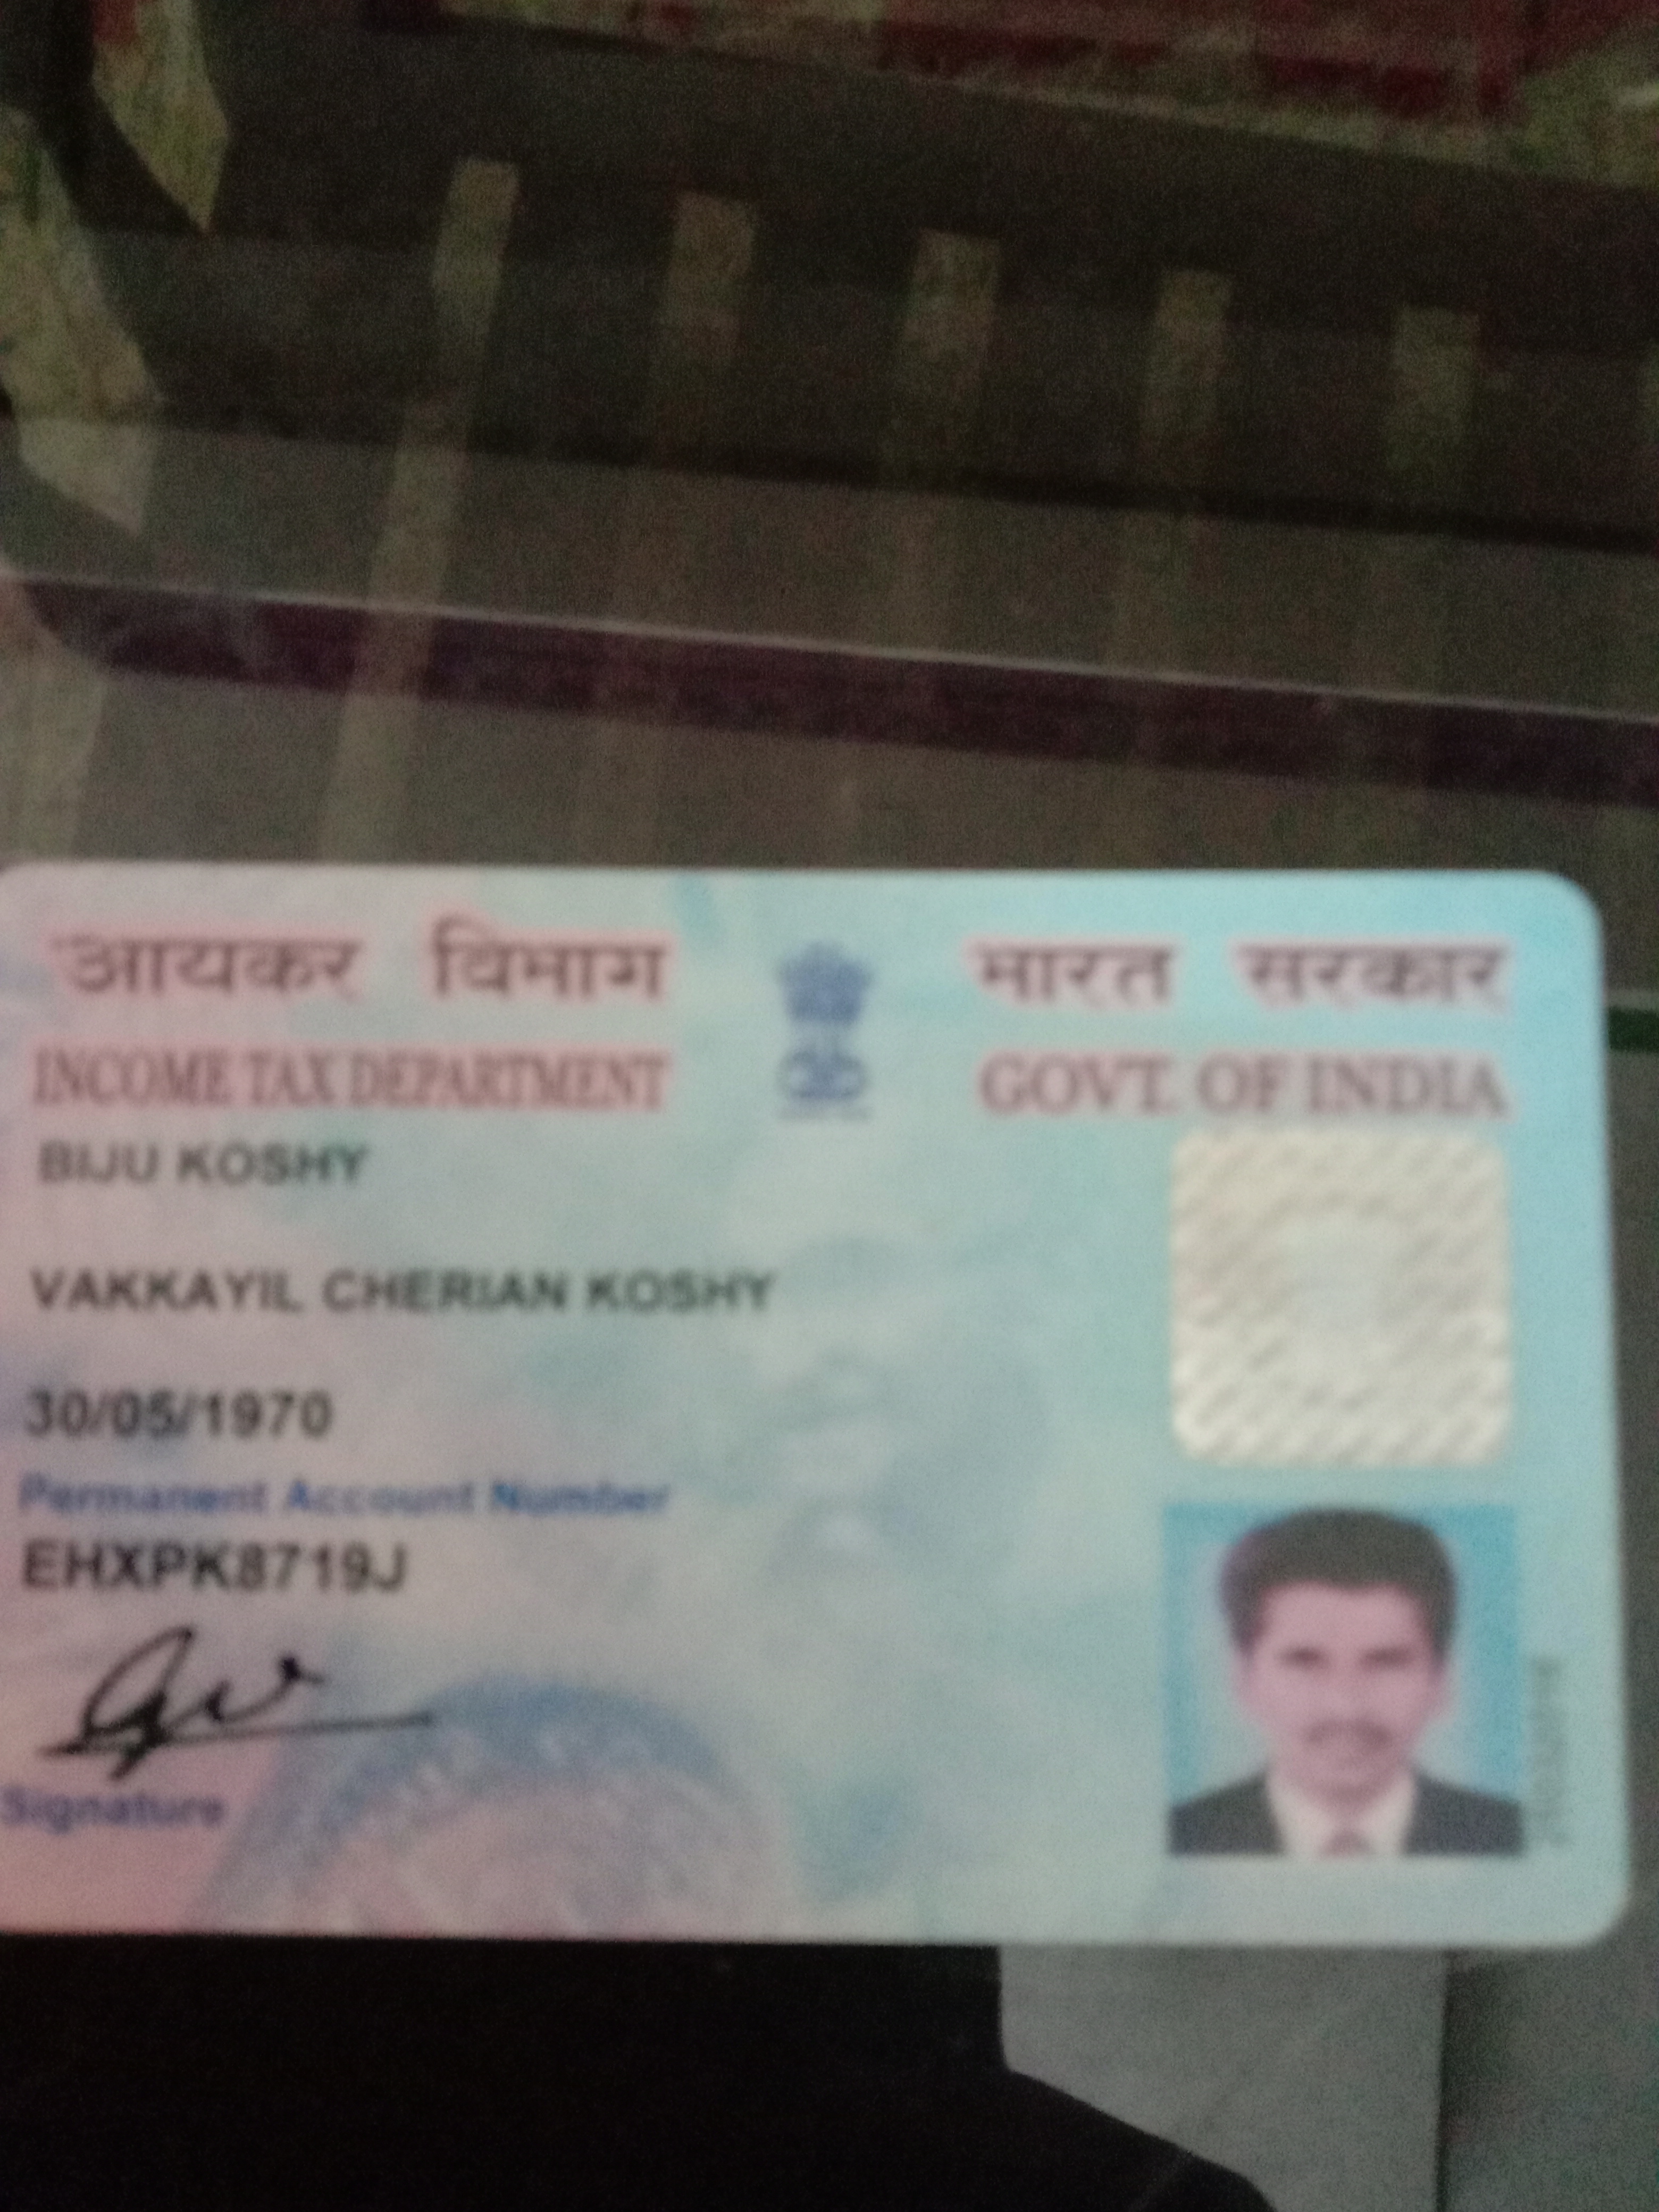 आयकर विभाग
भारत सरकार
INCOME TAX DEPARTMENT
GOVT. OF INDIA
BIJU KOSHY
VAKKAYIL CHERIAN KOSHY
30/05/1970
Permanent Account Number
EHXPK8719J
Signature